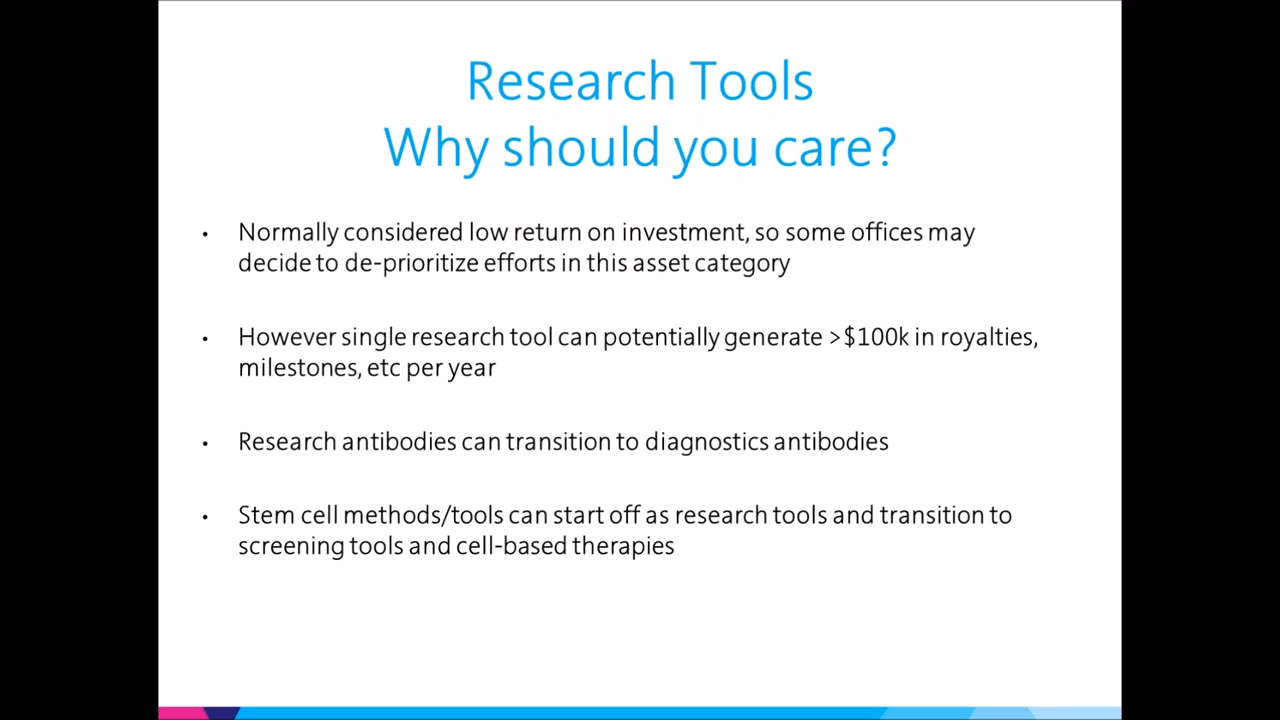 Research Tools
Why should you care?
• Normally considered low return on investment, so some offices may
decide to de-prioritize efforts in this asset category
• However single research tool can potentially generate >$100k in royalties,
milestones, etc per year
• Research antibodies can transition to diagnostics antibodies
• Stem cell methods/tools can start off as research tools and transition to
screening tools and cell-based therapies